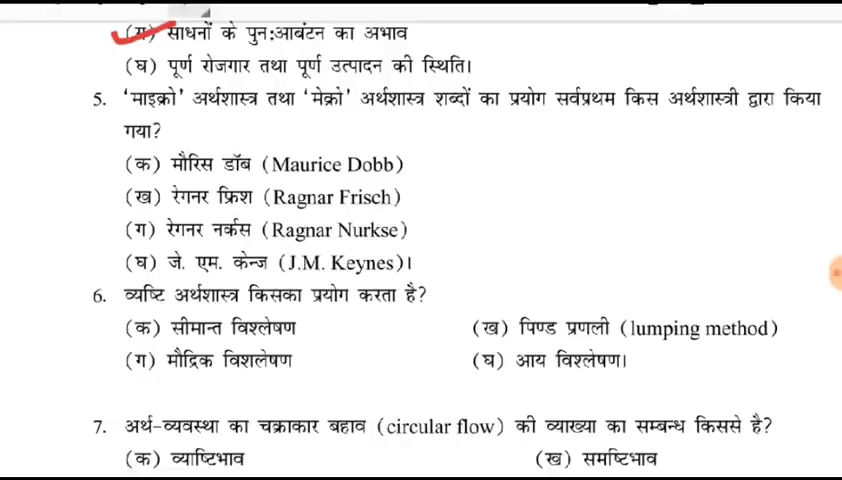 (ग) साधनों के पुन:आबंटन का अभाव
(घ) पूर्ण रोजगार तथा पूर्ण उत्पादन की स्थिति।
5. 'माइक्रो' अर्थशास्त्र तथा 'मेक्रो' अर्थशास्त्र शब्दों का प्रयोग सर्वप्रथम किस अर्थशास्त्री द्वारा किया
गया?
(क) मौरिस डॉब (Maurice Dobb)
(ख) रेगनर फ्रिश (Ragnar Frisch)
(ग) रेगनर नर्कस (Ragnar Nurkse)
(घ) जे. एम. केन्ज (J.M. Keynes)।
6. व्यष्टि अर्थशास्त्र किसका प्रयोग करता है?
(क) सीमान्त विश्लेषण (ख) पिण्ड प्रणली (lumping method)
(ग) मौद्रिक विशलेषण (घ) आय विश्लेषण।
7. अर्थ-व्यवस्था का चक्राकार बहाव (circular flow) की व्याख्या का सम्बन्ध किससे है?
(क) व्याष्टिभाव (ख) समष्टिभाव